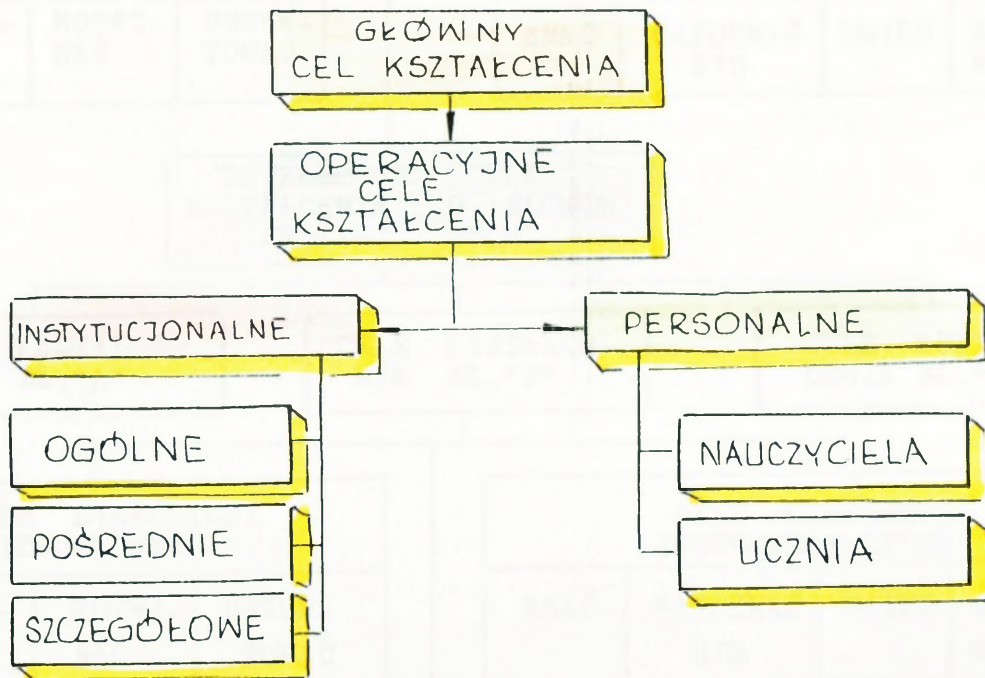 GŁÓWNY
CEL KSZTAŁCENIA
OPERACYJNE
CELE
KSZTAŁCENIA
INSTYTUCJONALNE
PERSONALNE
OGÓLNE
POŚREDNIE
SZCZEGÓŁOWE
NAUCZYCIELA
UCZNIA